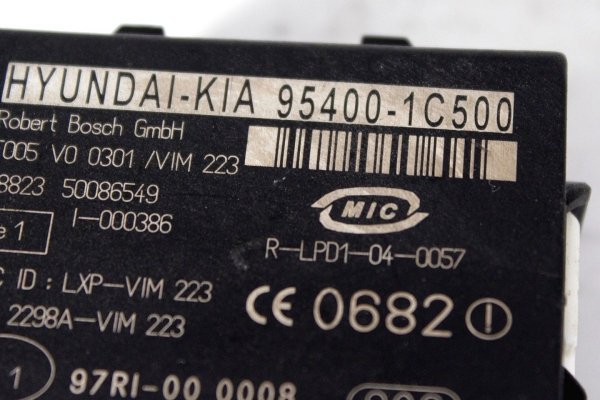 HYUNDAI-KIA 95400-1C500
Robert Bosch GmbH
005 V0 0301 /VIM 223
8823 50086549
I-000386
MIC
e 1
R-LPD1-04-0057
C ID : LXP-VIM 223
CE 0682
2298A-VIM 223
1
97RI-00 0008